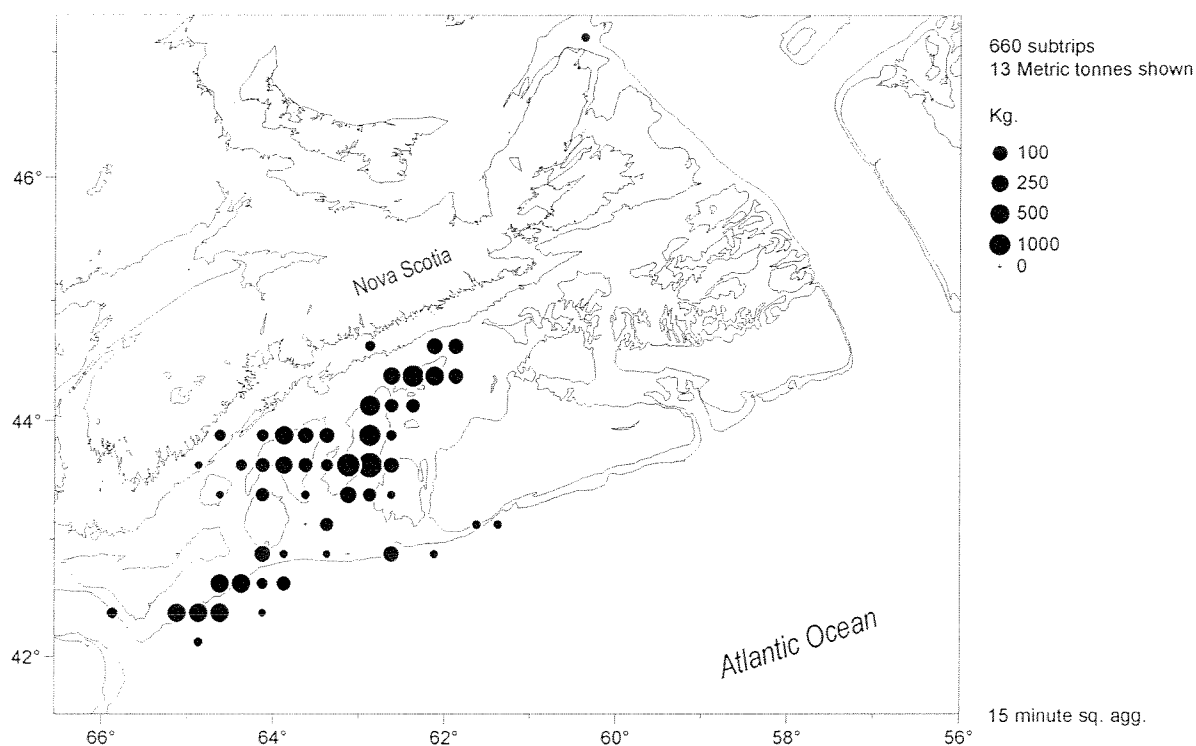 660 subtrips
13 Metric tonnes shown
Kg.
100
250
500
1000
0
46°
44°
42°
Nova Scotia
Atlantic Ocean
15 minute sq. agg.
66° 64° 62° 60° 58° 56°